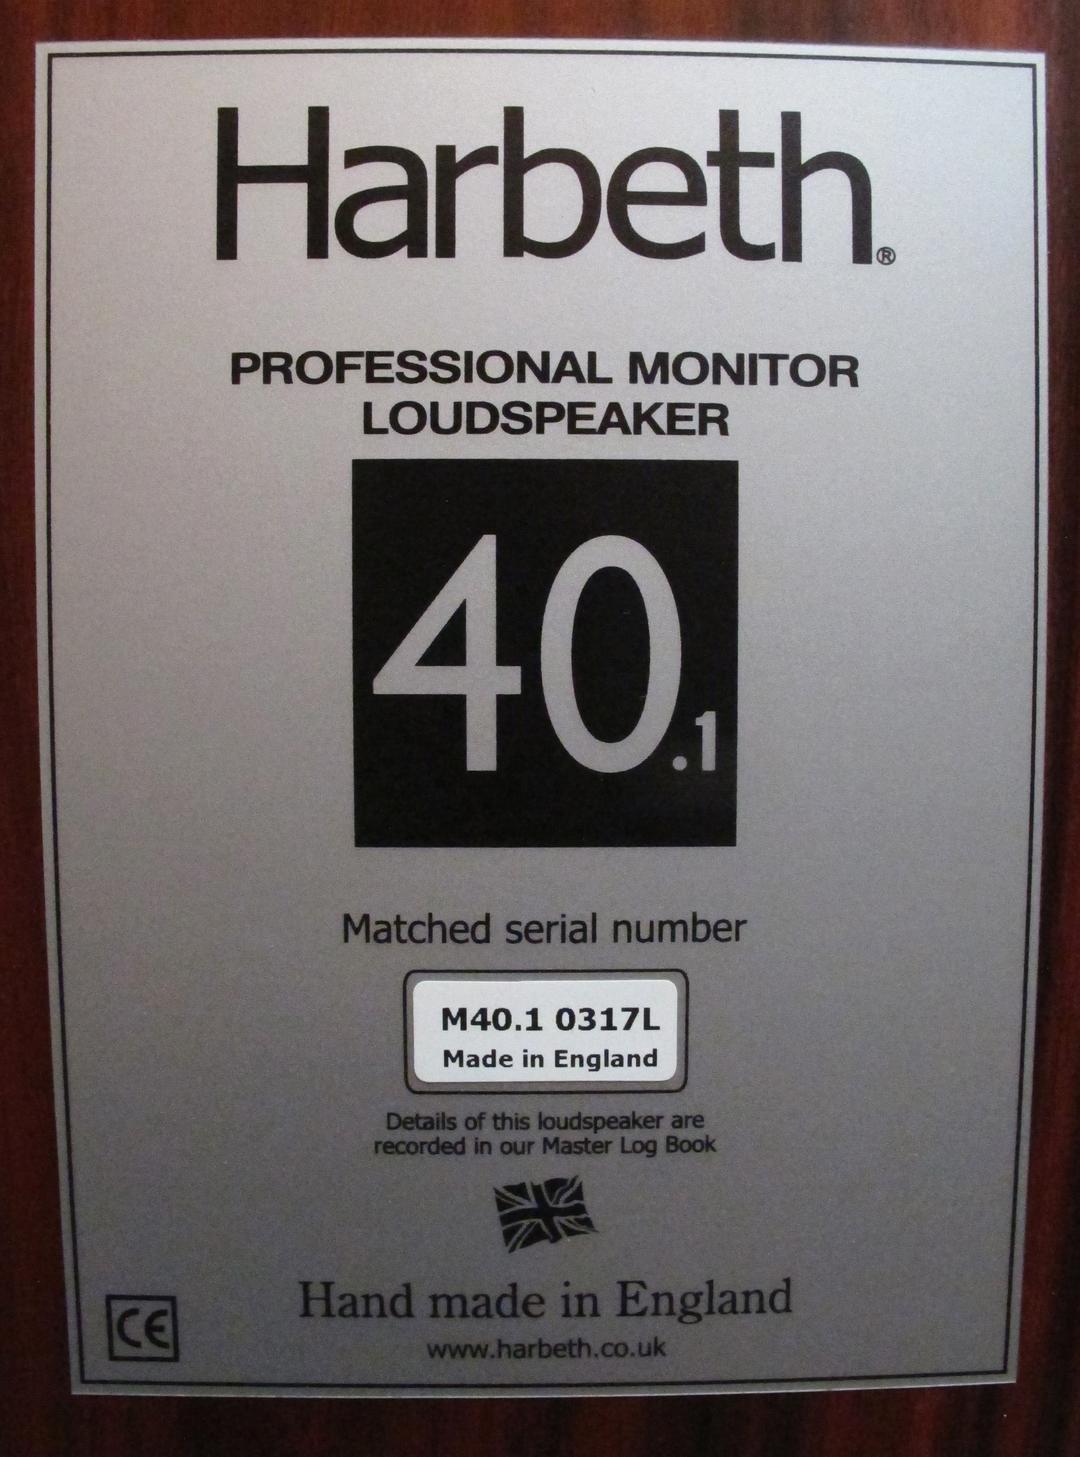 Harbeth®
PROFESSIONAL MONITOR
LOUDSPEAKER
40.1
Matched serial number
M40.1 0317L
Made in England
Details of this loudspeaker are
recorded in our Master Log Book
Hand made in England
CE
www.harbeth.co.uk